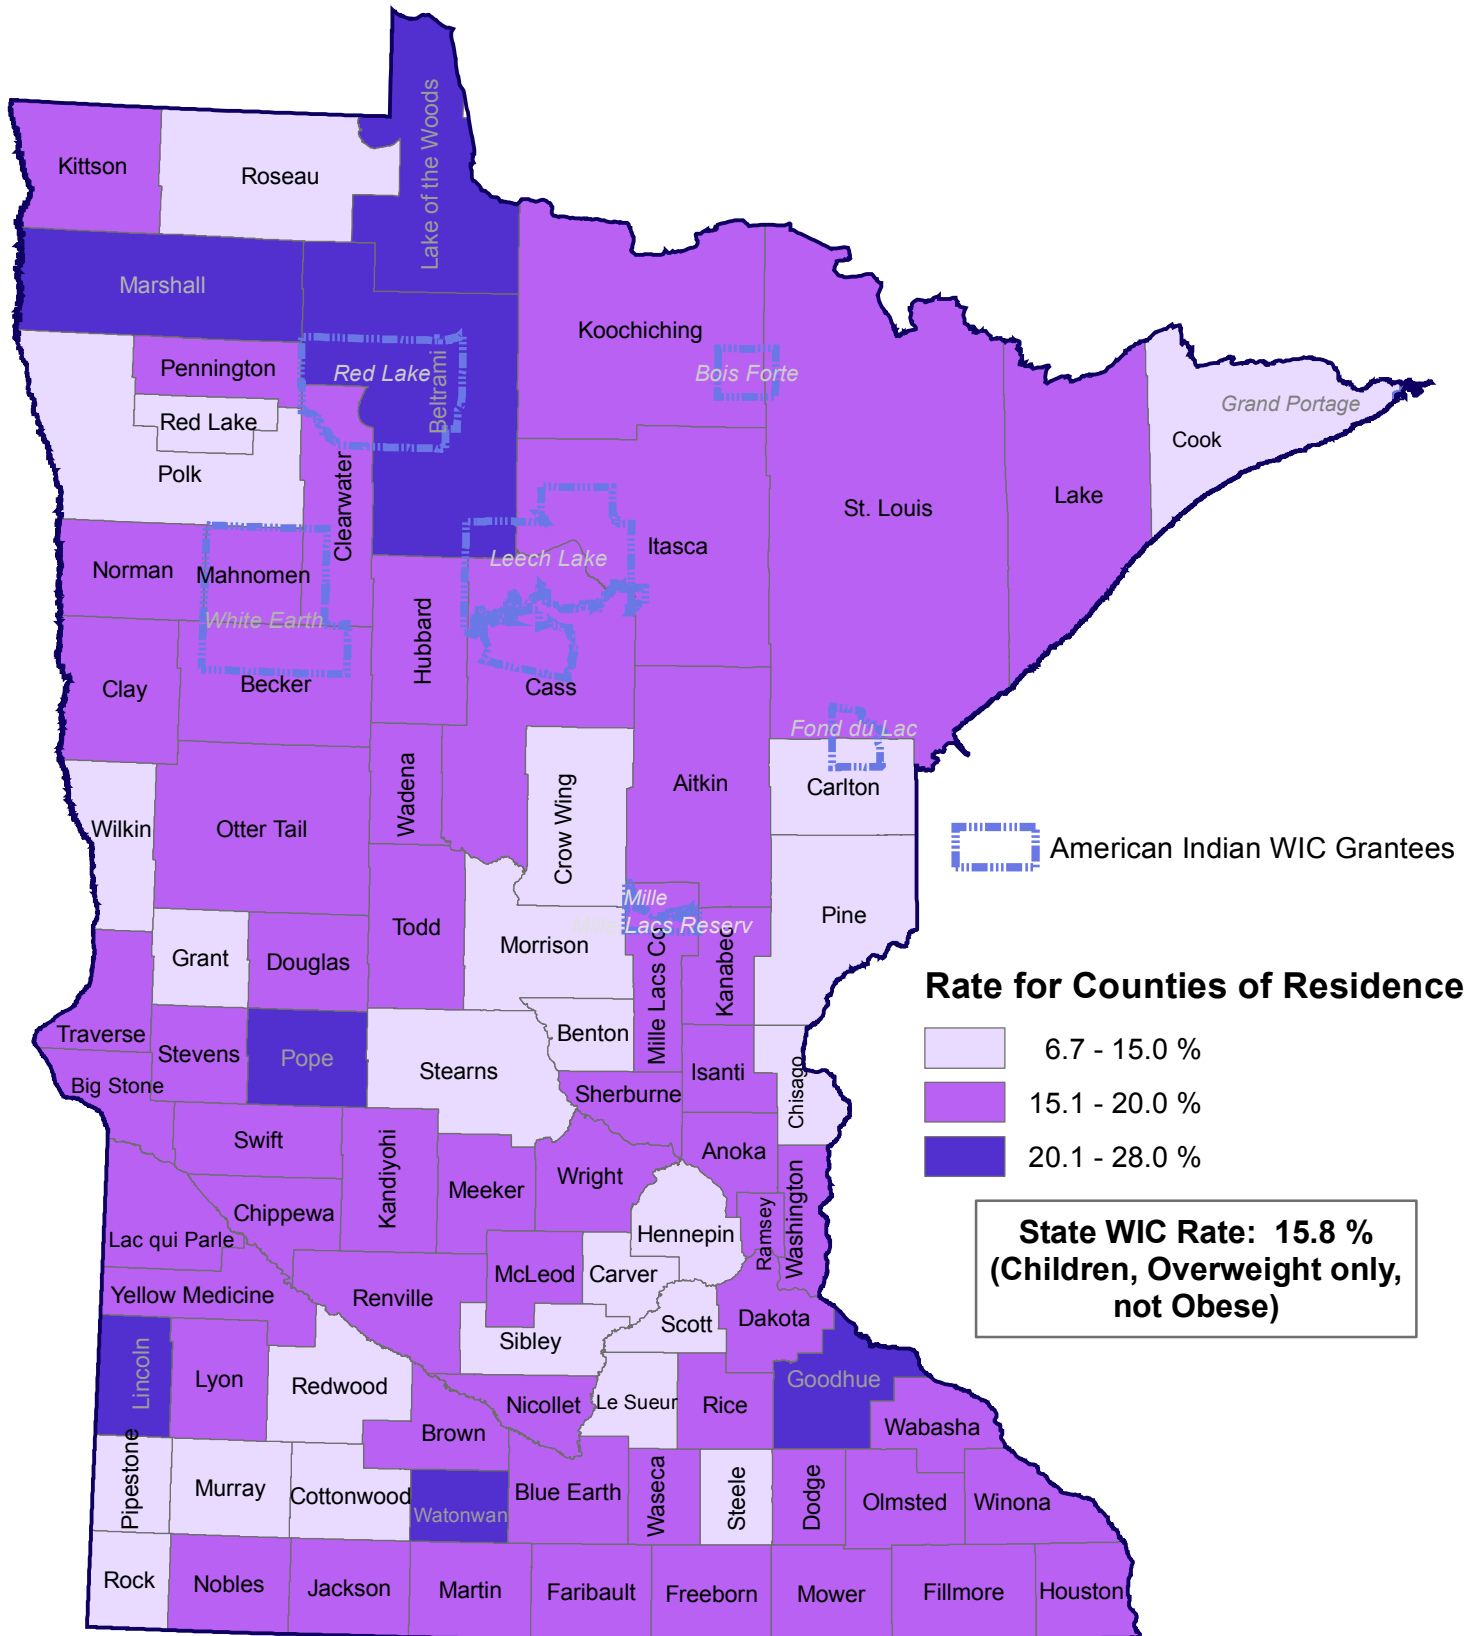 Kittson
Roseau
Lake of the Woods
Marshall
Koochiching
Pennington
Red Lake
Beltrami
Bois Forte
Grand Portage
Red Lake
Cook
Polk
Clearwater
Lake
St. Louis
Itasca
Leech Lake
Norman
Mahnomen
White Earth
Hubbard
Clay
Becker
Cass
Fond du Lac
Wadena
Aitkin
Carlton
Crow Wing
Wilkin
Otter Tail
American Indian WIC Grantees
Mille
Mille Lacs Reserv
Pine
Todd
Morrison
Grant
Douglas
Mille Lacs Co
Kanabec
Rate for Counties of Residence
Traverse
Stevens
Pope
Benton
Stearns
Isanti
Chisago
6.7 - 15.0 %
Big Stone
Sherburne
15.1 - 20.0 %
Swift
Kandiyohi
Anoka
20.1 - 28.0 %
Meeker
Wright
Washington
Chippewa
Hennepin
Ramsey
Lac qui Parle
State WIC Rate: 15.8 %
(Children, Overweight only,
not Obese)
McLeod
Carver
Yellow Medicine
Renville
Scott
Dakota
Sibley
Lincoln
Lyon
Redwood
Goodhue
Nicollet
Le Sueur
Rice
Brown
Wabasha
Pipestone
Murray
Cottonwood
Watonwan
Blue Earth
Waseca
Steele
Dodge
Olmsted
Winona
Rock
Nobles
Jackson
Martin
Faribault
Freeborn
Mower
Fillmore
Houston